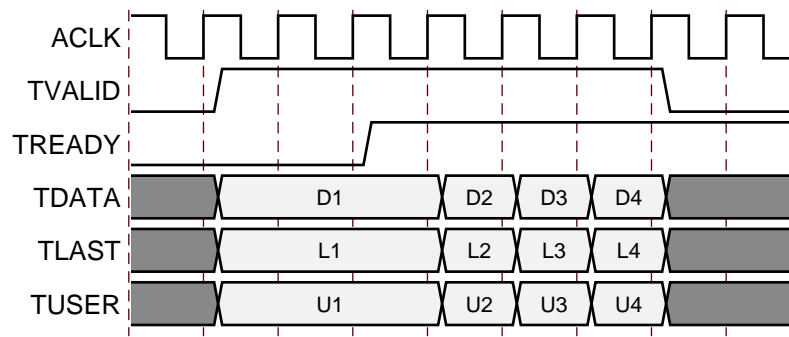 ACLK
TVALID
TREADY
TDATA D1 D2 D3 D4
TLAST L1 L2 L3 L4
TUSER U1 U2 U3 U4